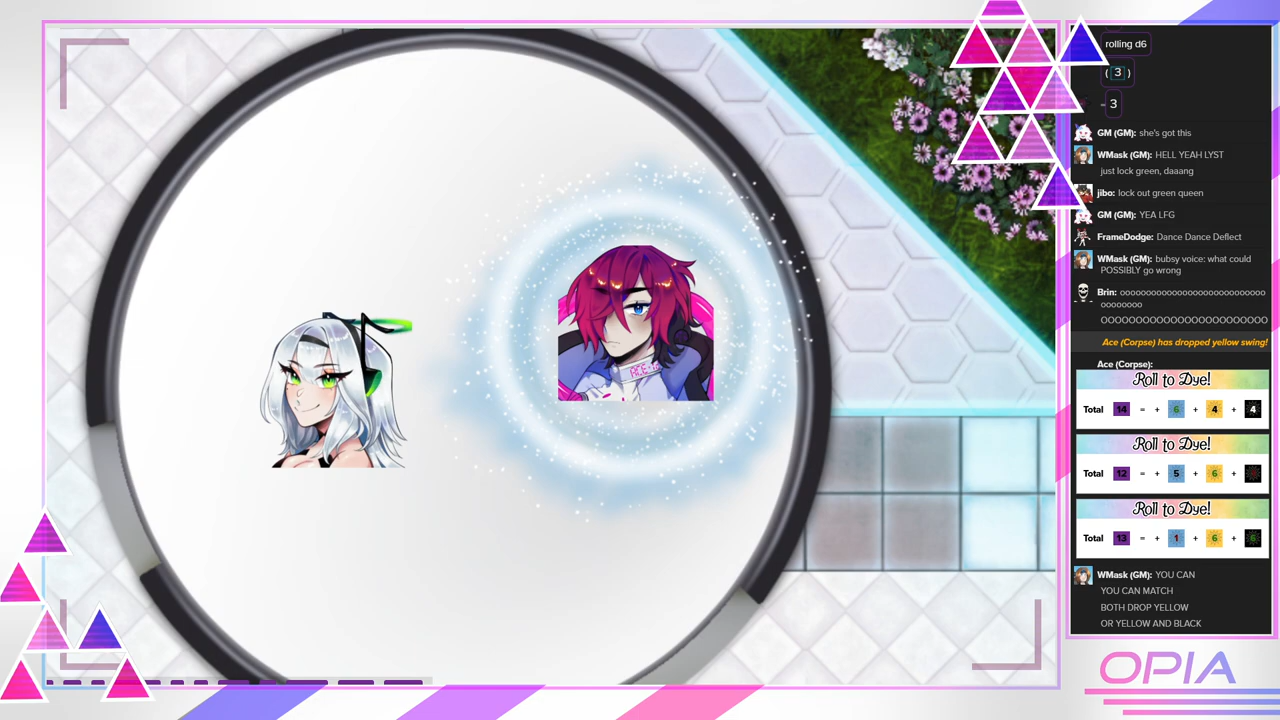 rolling d6
( 3 )
=3
GM (GM): she's got this
WMask (GM): HELL YEAH LYST
just lock green, daaang
jibo: lock out green queen
GM (GM): YEA LFG
FrameDodge: Dance Dance Deflect
WMask (GM): bubsy voice: what could
POSSIBLY go wrong
Brin: oooooooooooooooooooooooooooo
oooooooo
OOOOOOOOOOOOOOOOOOOOOOO
Ace (Corpse) has dropped yellow swing!
Ace (Corpse):
Roll to Dye!
Total 14 = + 6 + 4 + 4
Roll to Dye!
Total 12 = + 5 + 6 +
Roll to Dye!
Total 13 = + 1 + 6 + 6
WMask (GM): YOU CAN
YOU CAN MATCH
BOTH DROP YELLOW
OR YELLOW AND BLACK
OPIA